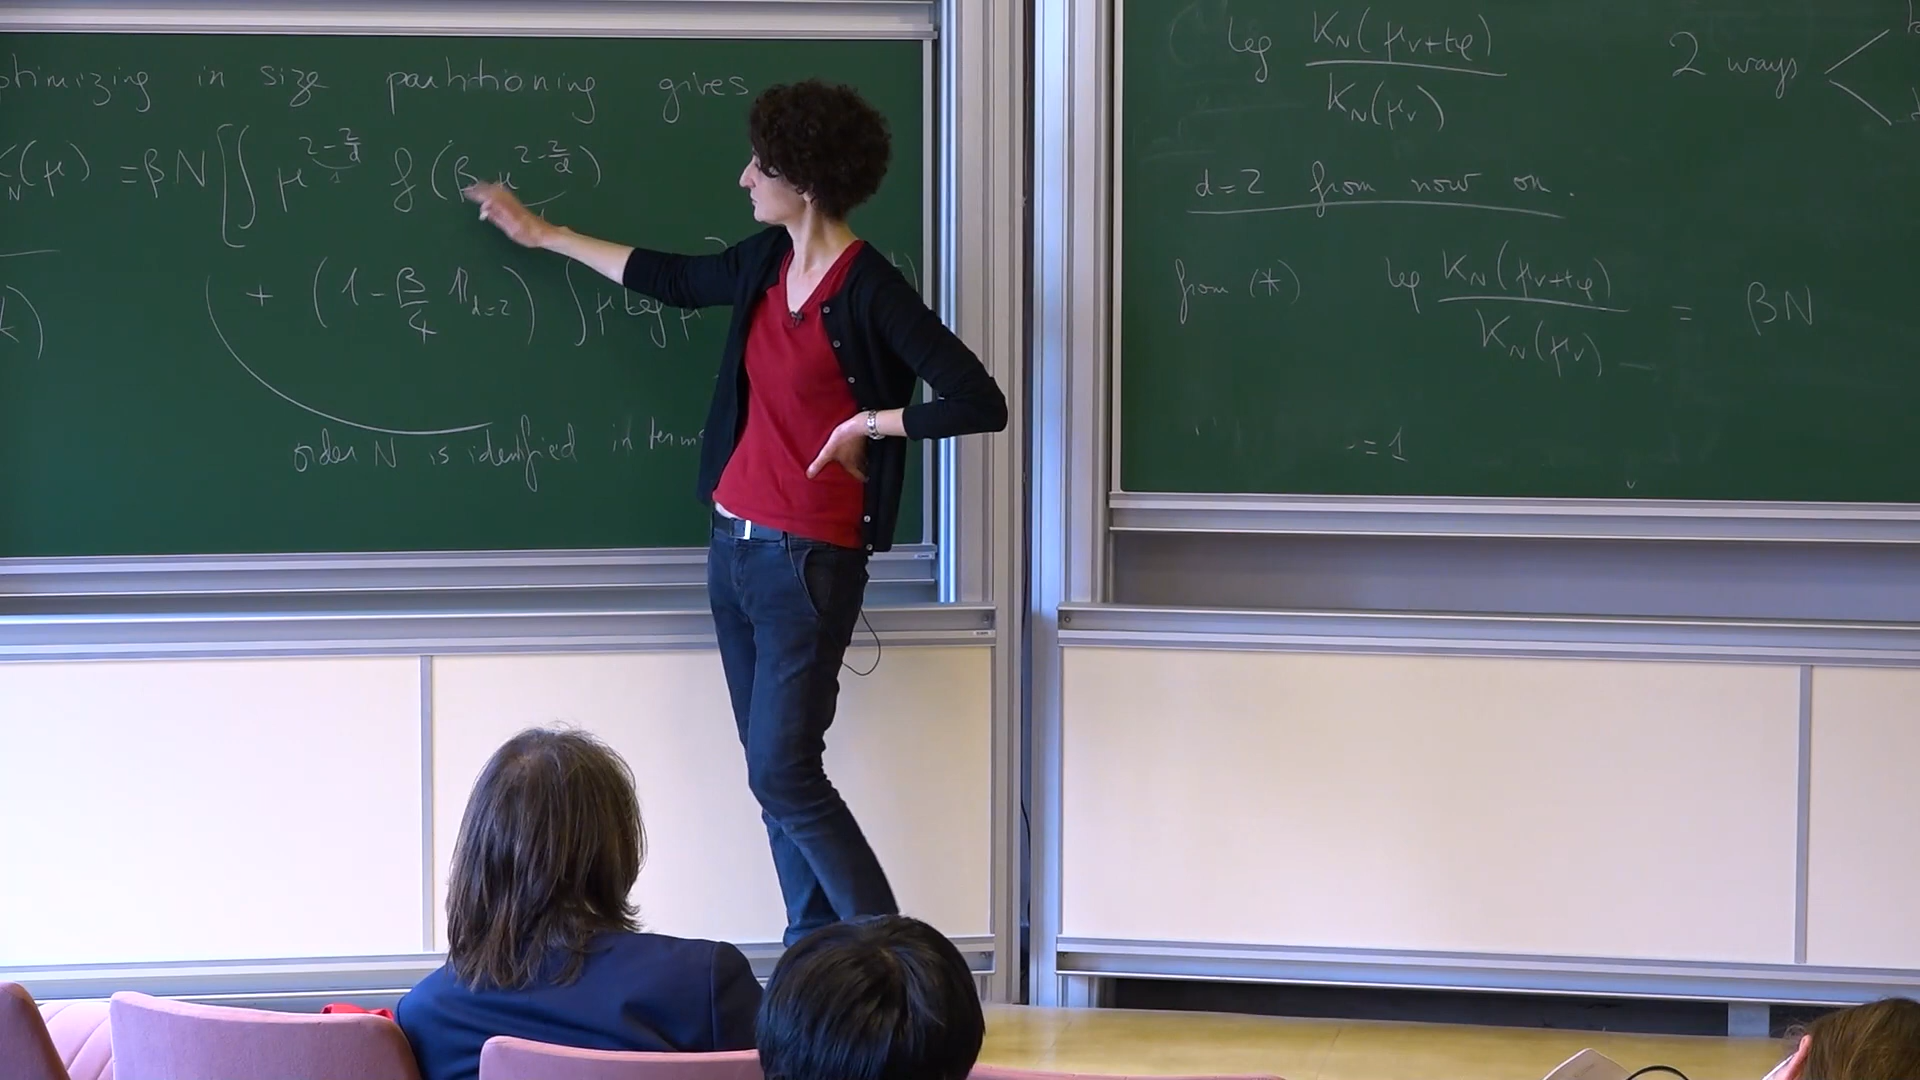 ptimizing in size partitioning gives
K_N(μ) = βN [∫ μ^{2-2/d} f(β μ^{2-2/d})
+ (1 - β/4 1_{d=2}) ∫ μ log μ
order N is identified in terms
log K_N(μ_V+tφ) / K_N(μ_V)
2 ways
d=2 from now on.
from (*) log K_N(μ_V+tφ) / K_N(μ_V) = βN
=1